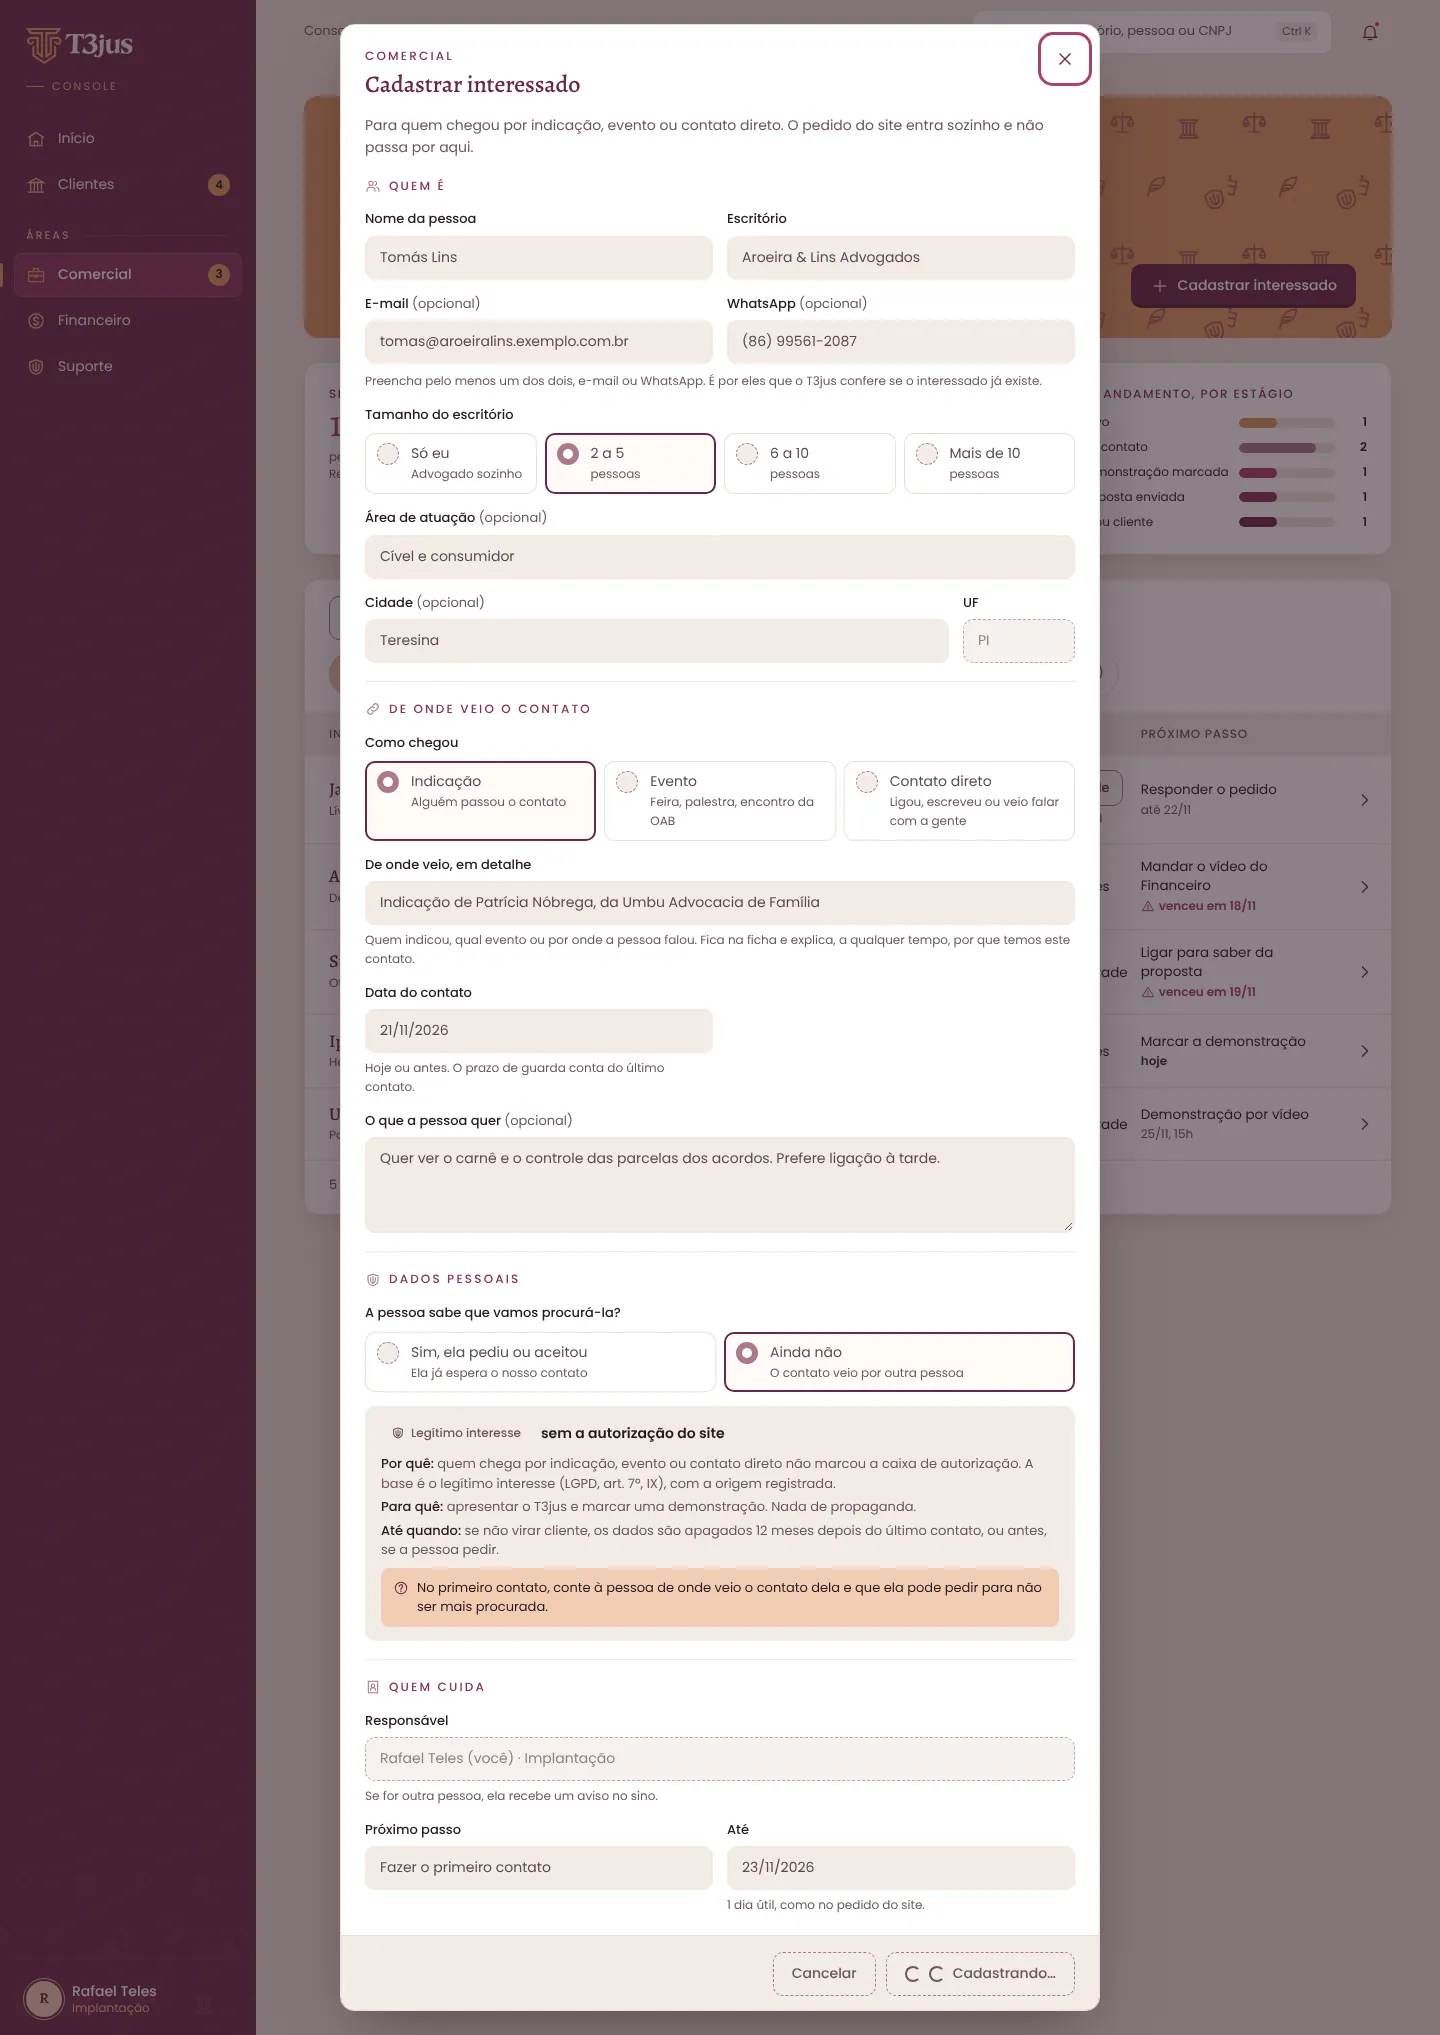 T3jus
CONSOLE
Início
Clientes
4
ÁREAS
Comercial
3
Financeiro
Suporte
Rafael Teles
Implantação
R
pessoa ou CNPJ
Ctrl K
Cadastrar interessado
ANDAMENTO, POR ESTÁGIO
1
contato
2
marcada
1
enviada
1
cliente
1
PRÓXIMO PASSO
Responder o pedido
até 22/11
Mandar o vídeo do
Financeiro
venceu em 18/11
Ligar para saber da
proposta
venceu em 19/11
Marcar a demonstração
hoje
Demonstração por vídeo
25/11, 15h
5
COMERCIAL
Cadastrar interessado
Para quem chegou por indicação, evento ou contato direto. O pedido do site entra sozinho e não
passa por aqui.
QUEM É
Nome da pessoa
Escritório
Tomás Lins
Aroeira & Lins Advogados
E-mail (opcional)
WhatsApp (opcional)
tomas@aroeiralins.exemplo.com.br
(86) 99561-2087
Preencha pelo menos um dos dois, e-mail ou WhatsApp. É por eles que o T3jus confere se o interessado já existe.
Tamanho do escritório
Só eu
Advogado sozinho
2 a 5
pessoas
6 a 10
pessoas
Mais de 10
pessoas
Área de atuação (opcional)
Cível e consumidor
Cidade (opcional)
UF
Teresina
PI
DE ONDE VEIO O CONTATO
Como chegou
Indicação
Alguém passou o contato
Evento
Feira, palestra, encontro da
OAB
Contato direto
Ligou, escreveu ou veio falar
com a gente
De onde veio, em detalhe
Indicação de Patrícia Nóbrega, da Umbu Advocacia de Família
Quem indicou, qual evento ou por onde a pessoa falou. Fica na ficha e explica, a qualquer tempo, por que temos este
contato.
Data do contato
21/11/2026
Hoje ou antes. O prazo de guarda conta do último
contato.
O que a pessoa quer (opcional)
Quer ver o carnê e o controle das parcelas dos acordos. Prefere ligação à tarde.
DADOS PESSOAIS
A pessoa sabe que vamos procurá-la?
Sim, ela pediu ou aceitou
Ela já espera o nosso contato
Ainda não
O contato veio por outra pessoa
Legítimo interesse
sem a autorização do site
Por quê: quem chega por indicação, evento ou contato direto não marcou a caixa de autorização. A
base é o legítimo interesse (LGPD, art. 7º, IX), com a origem registrada.
Para quê: apresentar o T3jus e marcar uma demonstração. Nada de propaganda.
Até quando: se não virar cliente, os dados são apagados 12 meses depois do último contato, ou antes,
se a pessoa pedir.
No primeiro contato, conte à pessoa de onde veio o contato dela e que ela pode pedir para não
ser mais procurada.
QUEM CUIDA
Responsável
Rafael Teles (você) · Implantação
Se for outra pessoa, ela recebe um aviso no sino.
Próximo passo
Até
Fazer o primeiro contato
23/11/2026
1 dia útil, como no pedido do site.
Cancelar
Cadastrando…